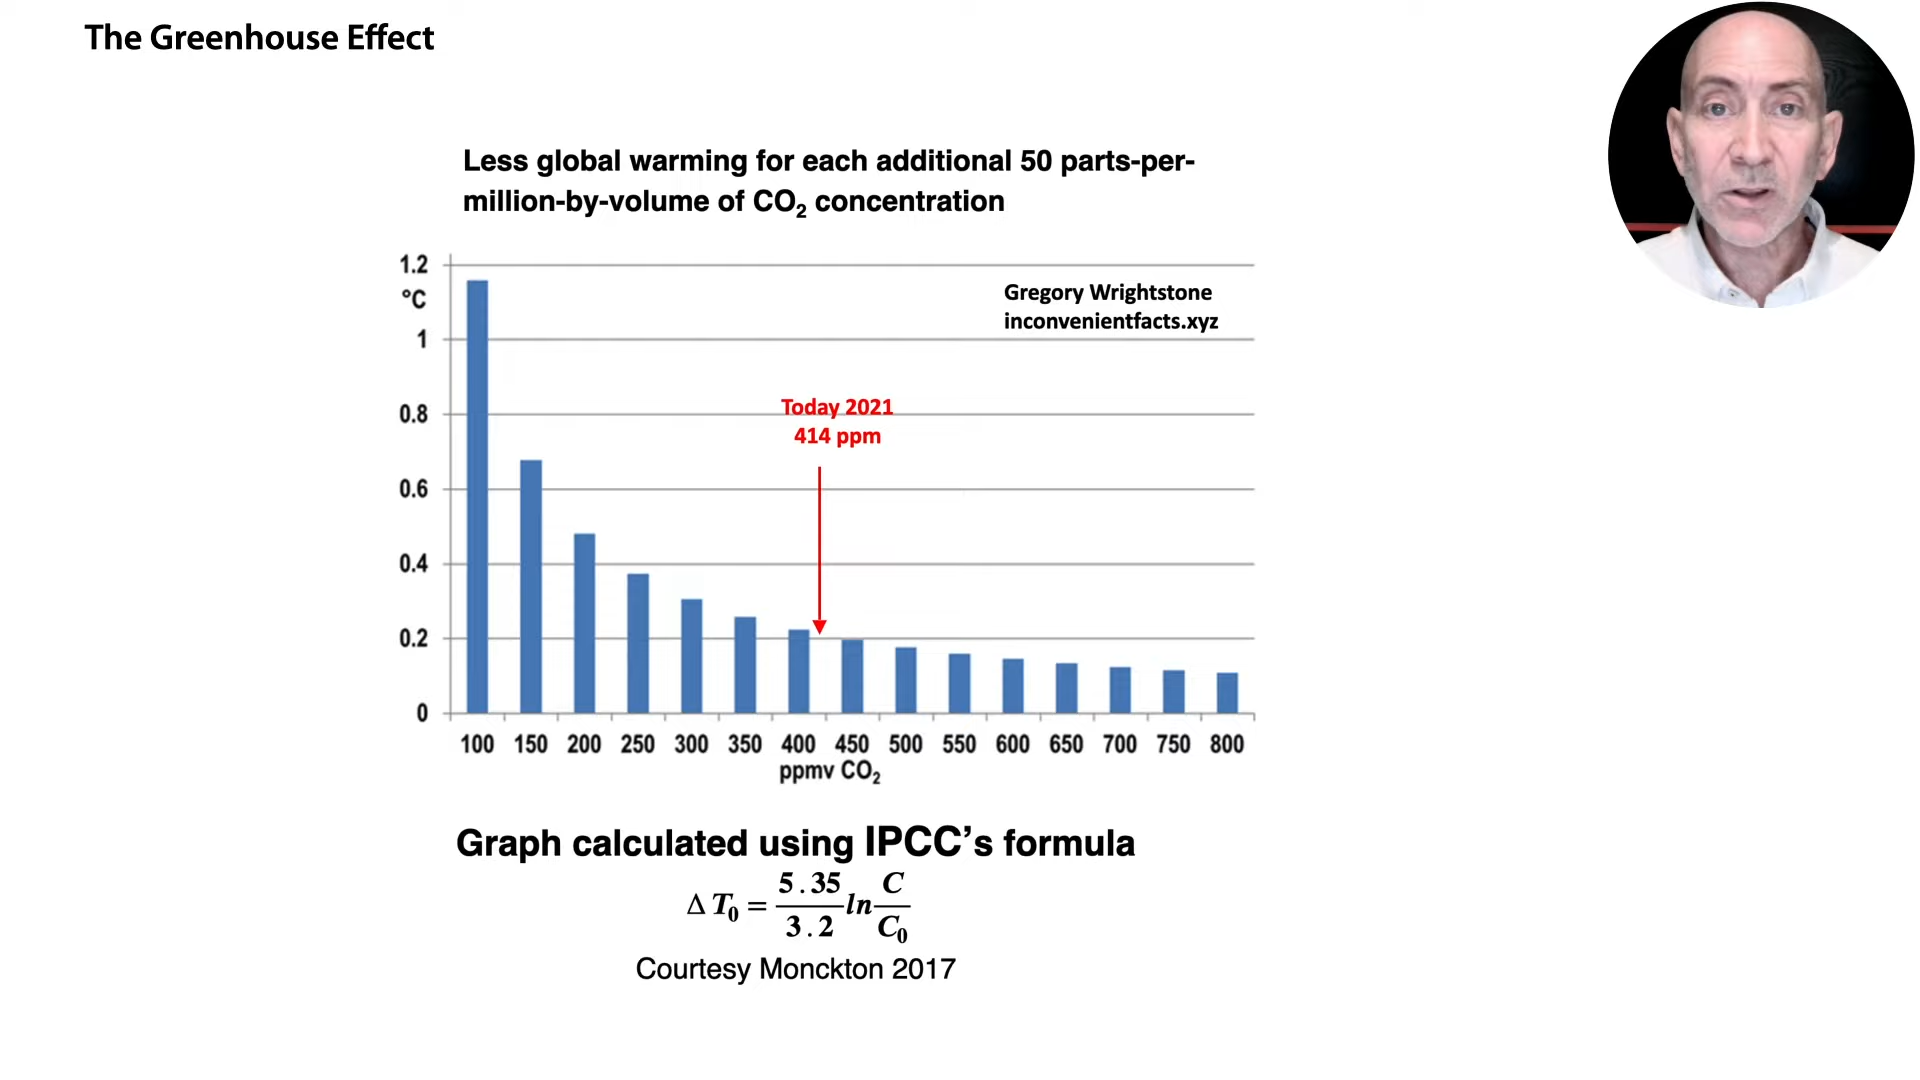 The Greenhouse Effect
Less global warming for each additional 50 parts-per-
million-by-volume of CO₂ concentration
1.2
°C
1
0.8
0.6
0.4
0.2
0
Gregory Wrightstone
inconvenientfacts.xyz
Today 2021
414 ppm
100 150 200 250 300 350 400 450 500 550 600 650 700 750 800
ppmv CO₂
Graph calculated using IPCC's formula
Δ T₀ = 5.35/3.2 ln C/C₀
Courtesy Monckton 2017